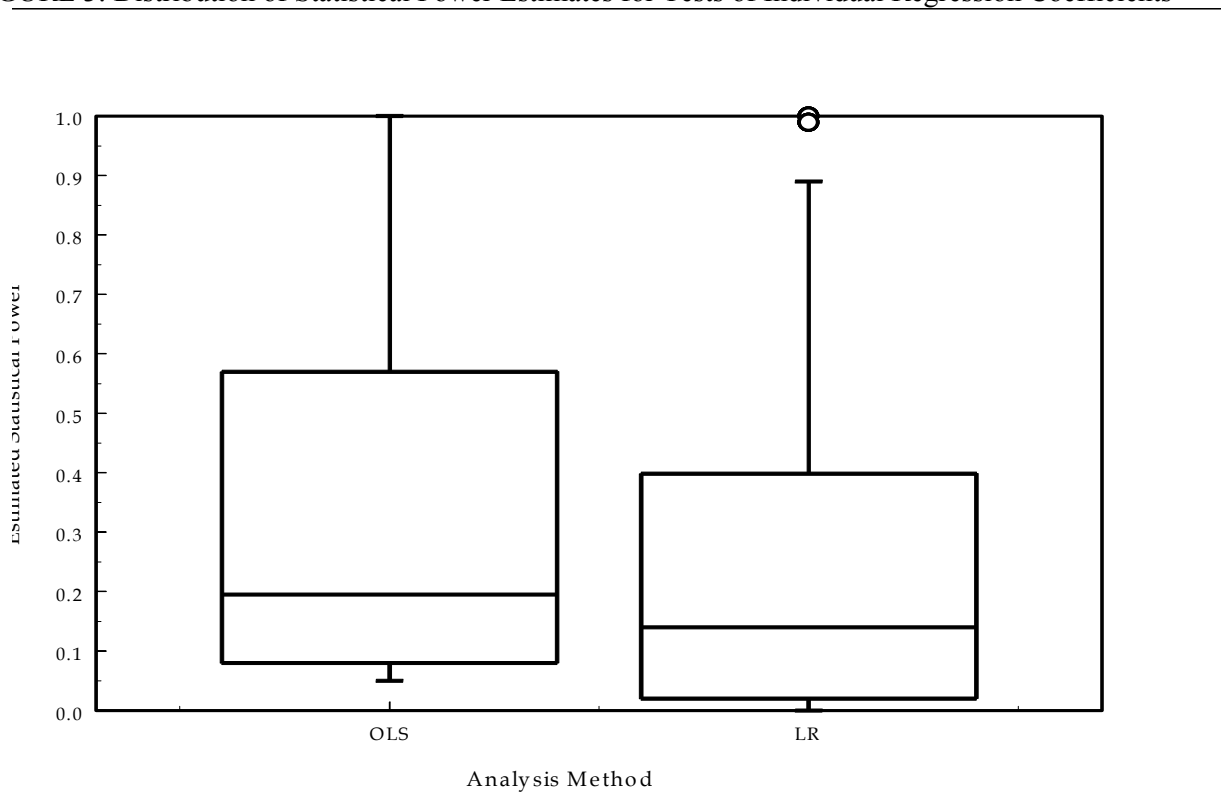 Distribution of Statistical Power Estimates for Tests of Individual Regression Coefficients
1.0
0.9
0.8
0.7
0.6
0.5
0.4
0.3
0.2
0.1
0.0
Estimated Statistical Power
OLS
LR
Analysis Method